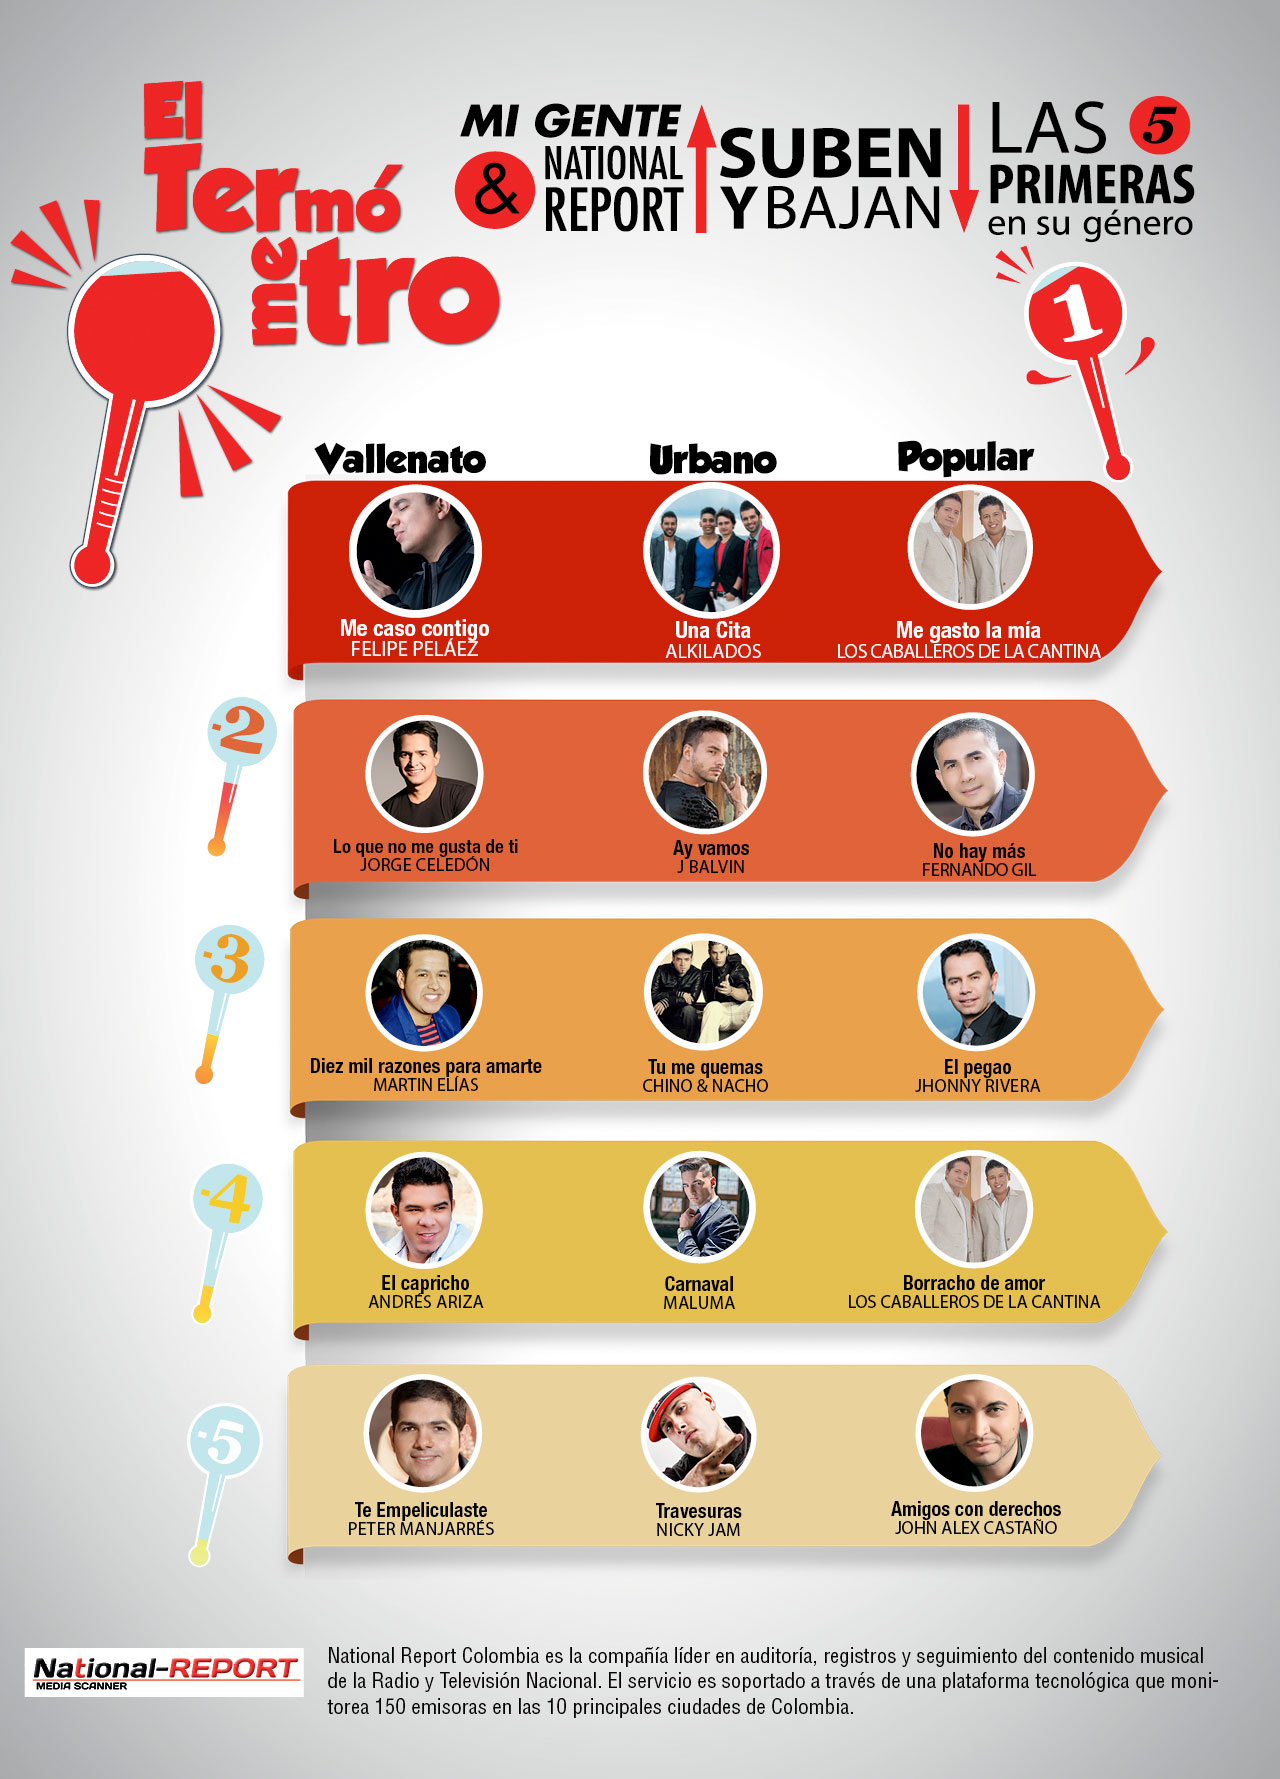 El
Termó
metro
MI GENTE
& NATIONAL
REPORT
SUBEN
Y BAJAN
LAS 5
PRIMERAS
en su género
1
Vallenato Urbano Popular
Me caso contigo
FELIPE PELÁEZ
Una Cita
ALKILADOS
Me gasto la mía
LOS CABALLEROS DE LA CANTINA
-2
Lo que no me gusta de ti
JORGE CELEDÓN
Ay vamos
J BALVIN
No hay más
FERNANDO GIL
-3
Diez mil razones para amarte
MARTIN ELÍAS
Tu me quemas
CHINO & NACHO
El pegao
JHONNY RIVERA
-4
El capricho
ANDRÉS ARIZA
Carnaval
MALUMA
Borracho de amor
LOS CABALLEROS DE LA CANTINA
-5
Te Empeliculaste
PETER MANJARRÉS
Travesuras
NICKY JAM
Amigos con derechos
JOHN ALEX CASTAÑO
National-REPORT
MEDIA SCANNER
National Report Colombia es la compañía líder en auditoría, registros y seguimiento del contenido musical
de la Radio y Televisión Nacional. El servicio es soportado a través de una plataforma tecnológica que moni-
torea 150 emisoras en las 10 principales ciudades de Colombia.